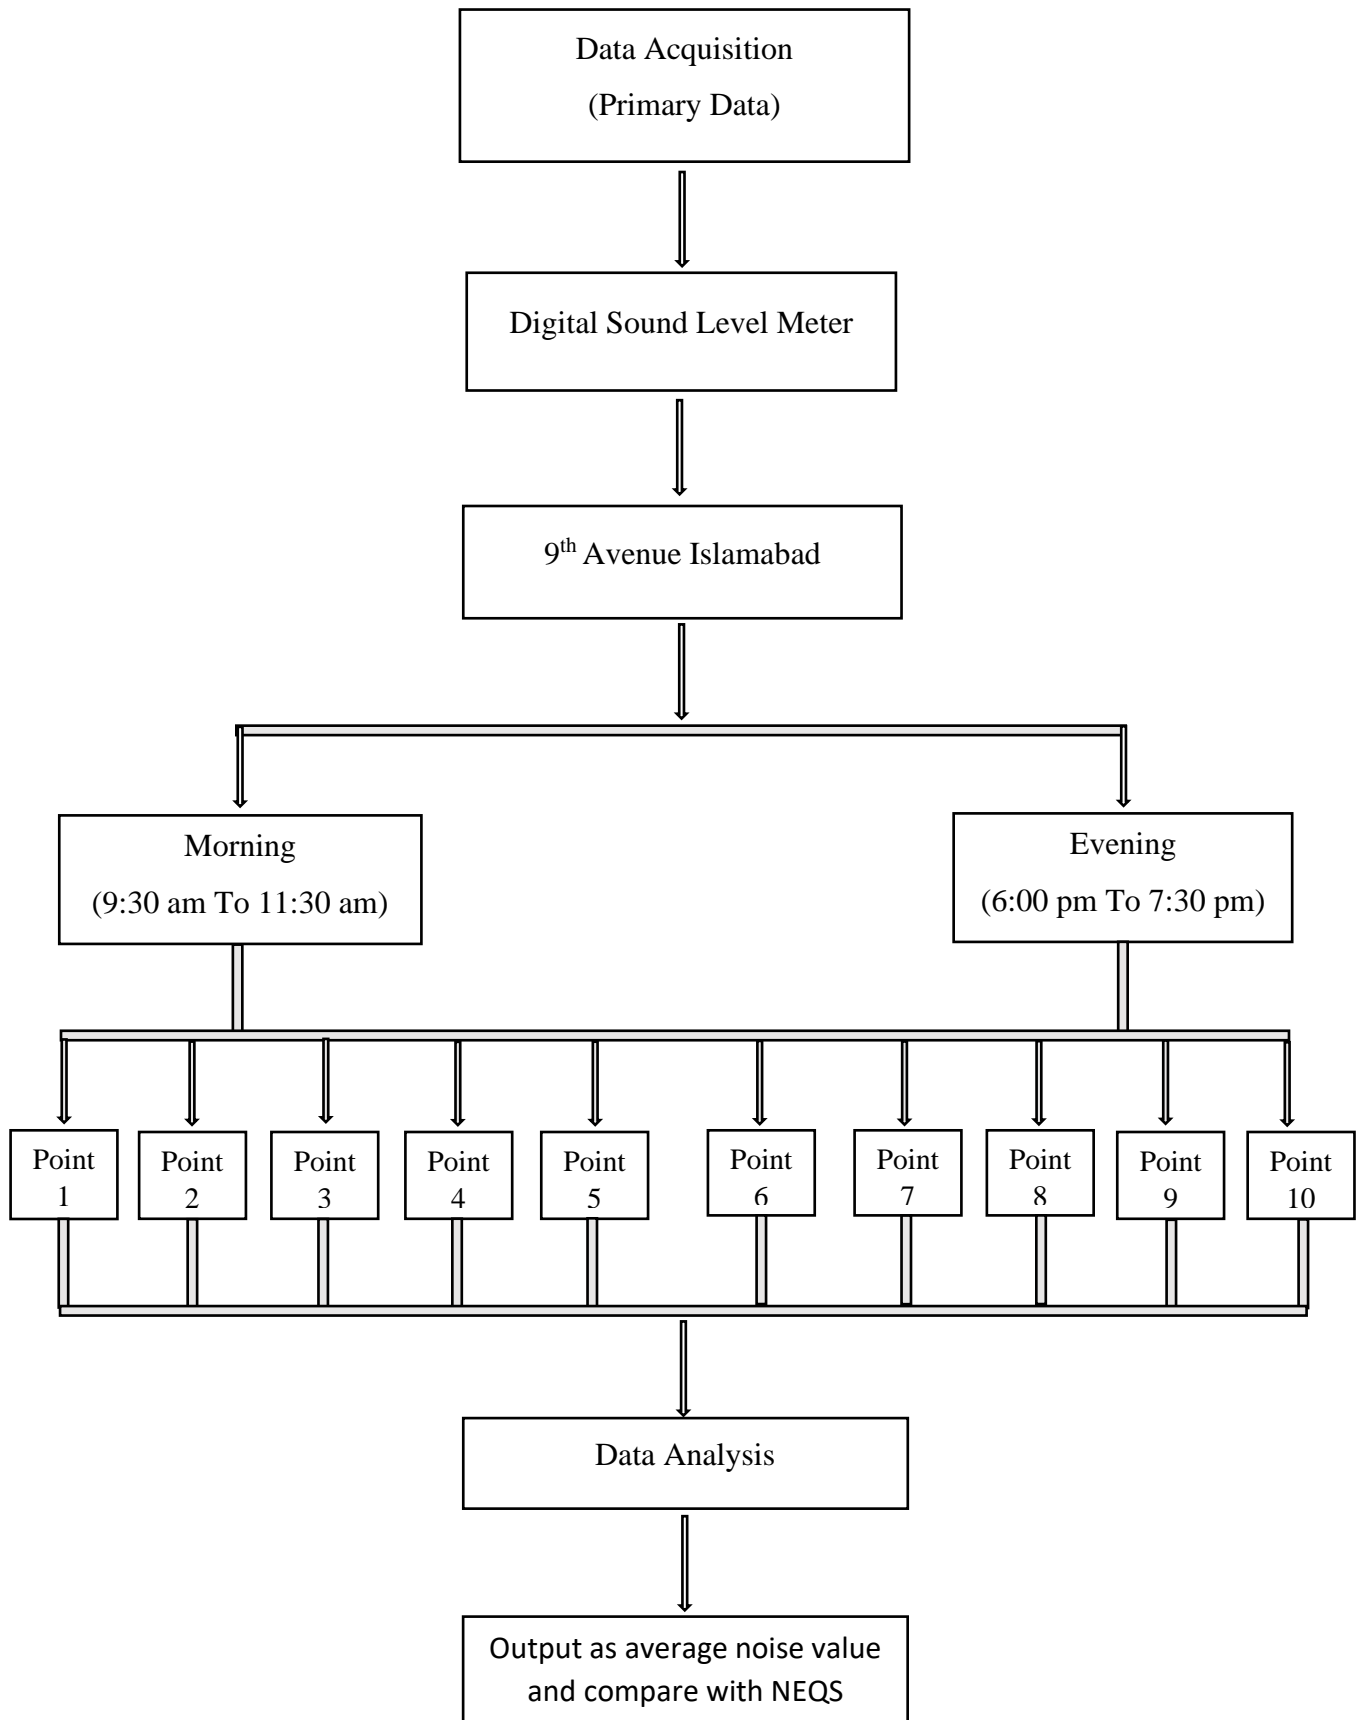 Data Acquisition
(Primary Data)
Digital Sound Level Meter
9th Avenue Islamabad
Morning
(9:30 am To 11:30 am)
Evening
(6:00 pm To 7:30 pm)
Point
1
Point
2
Point
3
Point
4
Point
5
Point
6
Point
7
Point
8
Point
9
Point
10
Data Analysis
Output as average noise value
and compare with NEQS